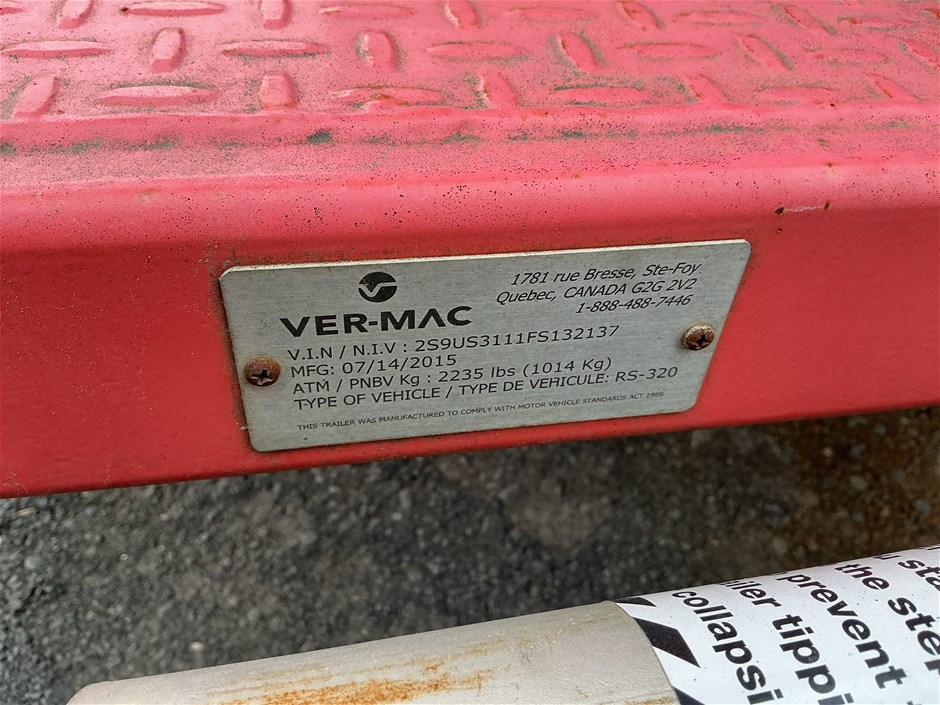 1781 rue Bresse, Ste-Foy
Quebec, CANADA G2G 2V2
1-888-488-7446
VER-MAC
V.I.N / N.I.V : 2S9US3111FS132137
MFG: 07/14/2015
ATM / PNBV Kg : 2235 lbs (1014 Kg)
TYPE OF VEHICLE / TYPE DE VEHICULE: RS-320
THIS TRAILER WAS MANUFACTURED TO COMPLY WITH MOTOR VEHICLE STANDARDS ACT 1989.
the
prevent
tippi
collapsi